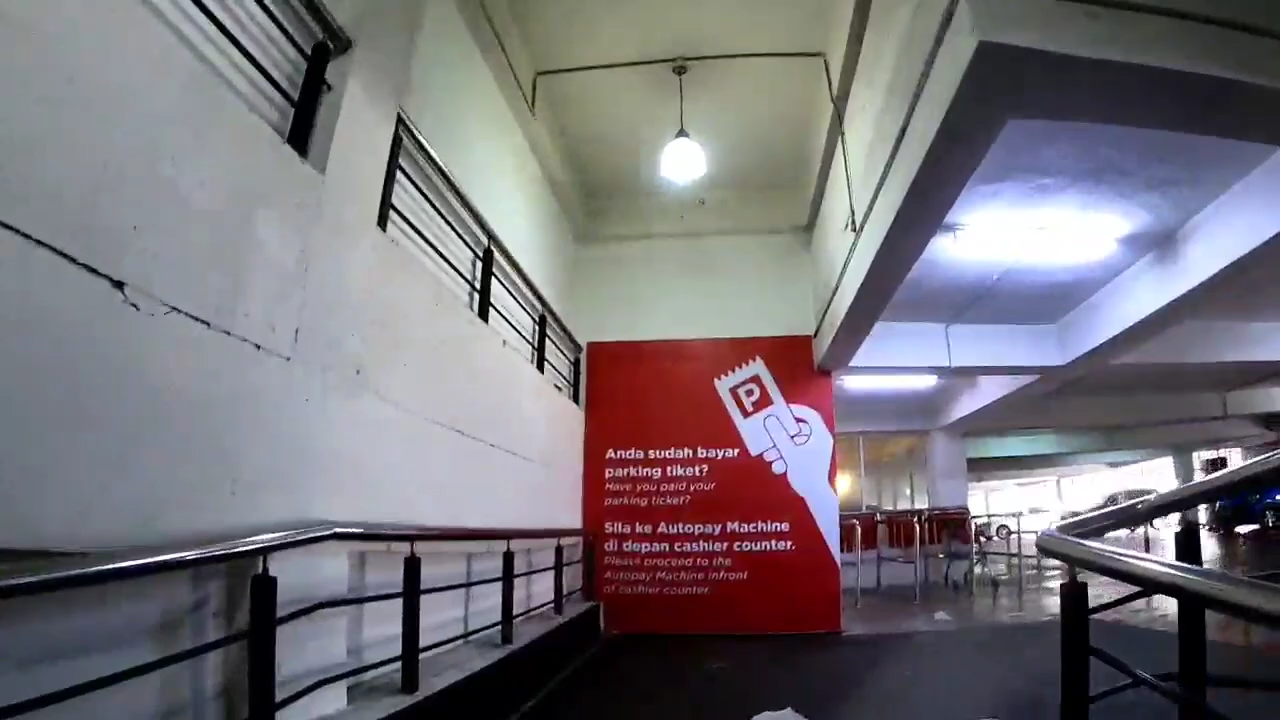 P
Anda sudah bayar
parking tiket?
Have you paid your
parking ticket?
Sila ke Autopay Machine
di depan cashier counter.
Please proceed to the
Autopay Machine infront
of cashier counter.